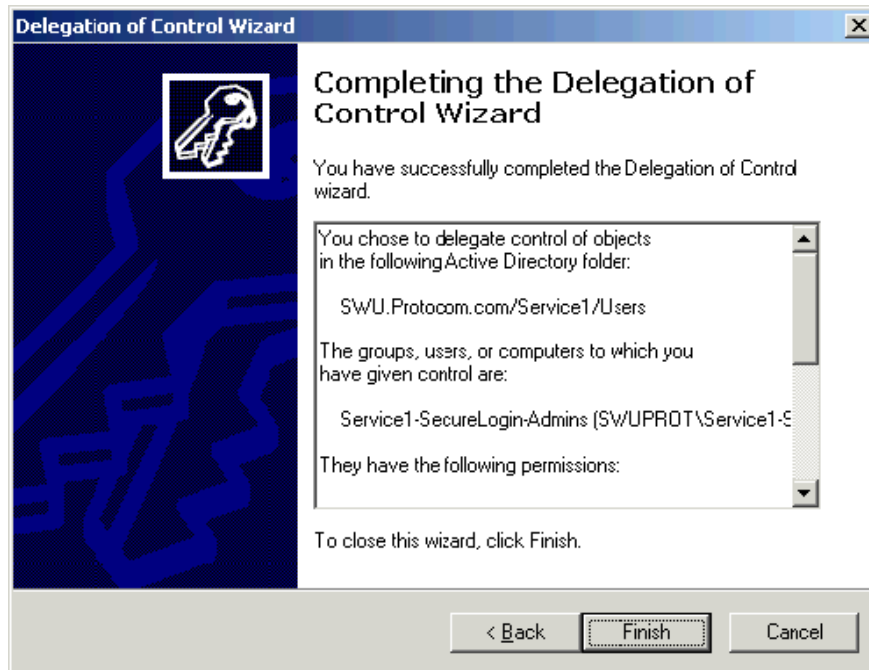 Delegation of Control Wizard
Completing the Delegation of
Control Wizard
You have successfully completed the Delegation of Control
wizard.
You chose to delegate control of objects
in the following Active Directory folder:
SWU.Protocom.com/Service1/Users
The groups, users, or computers to which you
have given control are:
Service1-SecureLogin-Admins (SWUPROT\Service1-S
They have the following permissions:
To close this wizard, click Finish.
< Back
Finish
Cancel